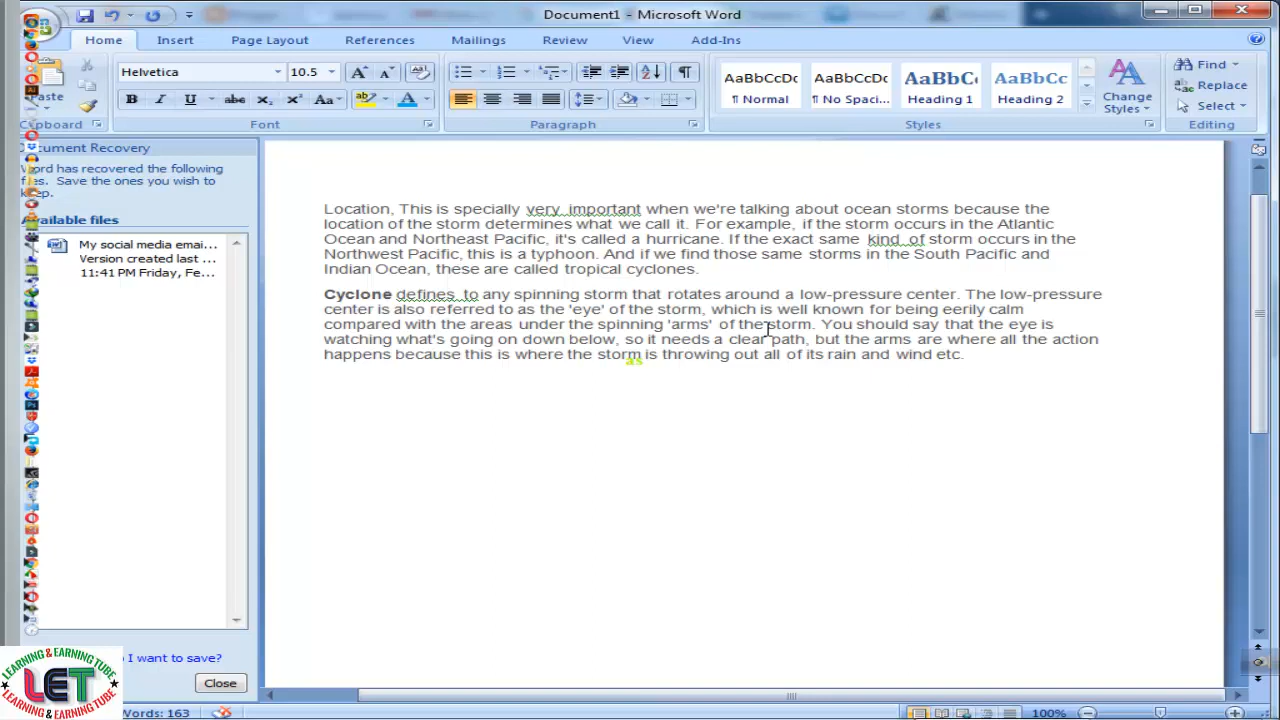 Document1 - Microsoft Word
Home Insert Page Layout References Mailings Review View Add-Ins
Helvetica 10.5
Paste
AaBbCcDc AaBbCcDc AaBbC AaBbCc
¶ Normal ¶ No Spaci... Heading 1 Heading 2
Change
Styles
Find
Replace
Select
Clipboard Font Paragraph Styles Editing
Document Recovery
Word has recovered the following
files. Save the ones you wish to
keep.
Available files
My social media emai...
Version created last ...
11:41 PM Friday, Fe...
I want to save?
Close
Location, This is specially very important when we're talking about ocean storms because the
location of the storm determines what we call it. For example, if the storm occurs in the Atlantic
Ocean and Northeast Pacific, it's called a hurricane. If the exact same kind of storm occurs in the
Northwest Pacific, this is a typhoon. And if we find those same storms in the South Pacific and
Indian Ocean, these are called tropical cyclones.
Cyclone defines to any spinning storm that rotates around a low-pressure center. The low-pressure
center is also referred to as the 'eye' of the storm, which is well known for being eerily calm
compared with the areas under the spinning 'arms' of the storm. You should say that the eye is
watching what's going on down below, so it needs a clear path, but the arms are where all the action
happens because this is where the storm is throwing out all of its rain and wind etc.
as
LEARNING & EARNING TUBE
LET
LEARNING & EARNING TUBE
Words: 163
100%